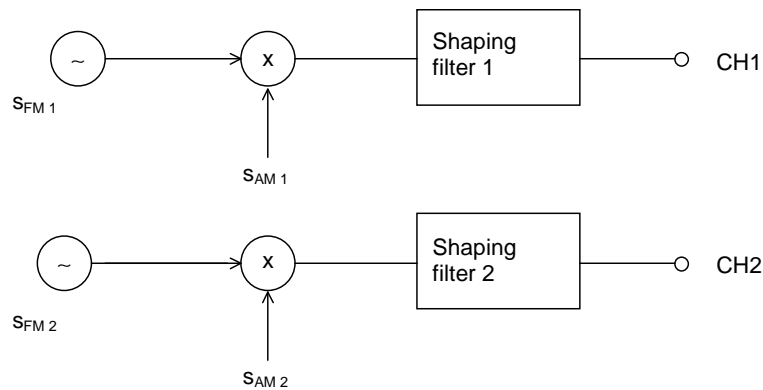 ~
x
Shaping
filter 1
CH1
sFM 1
sAM 1
~
x
Shaping
filter 2
CH2
sFM 2
sAM 2